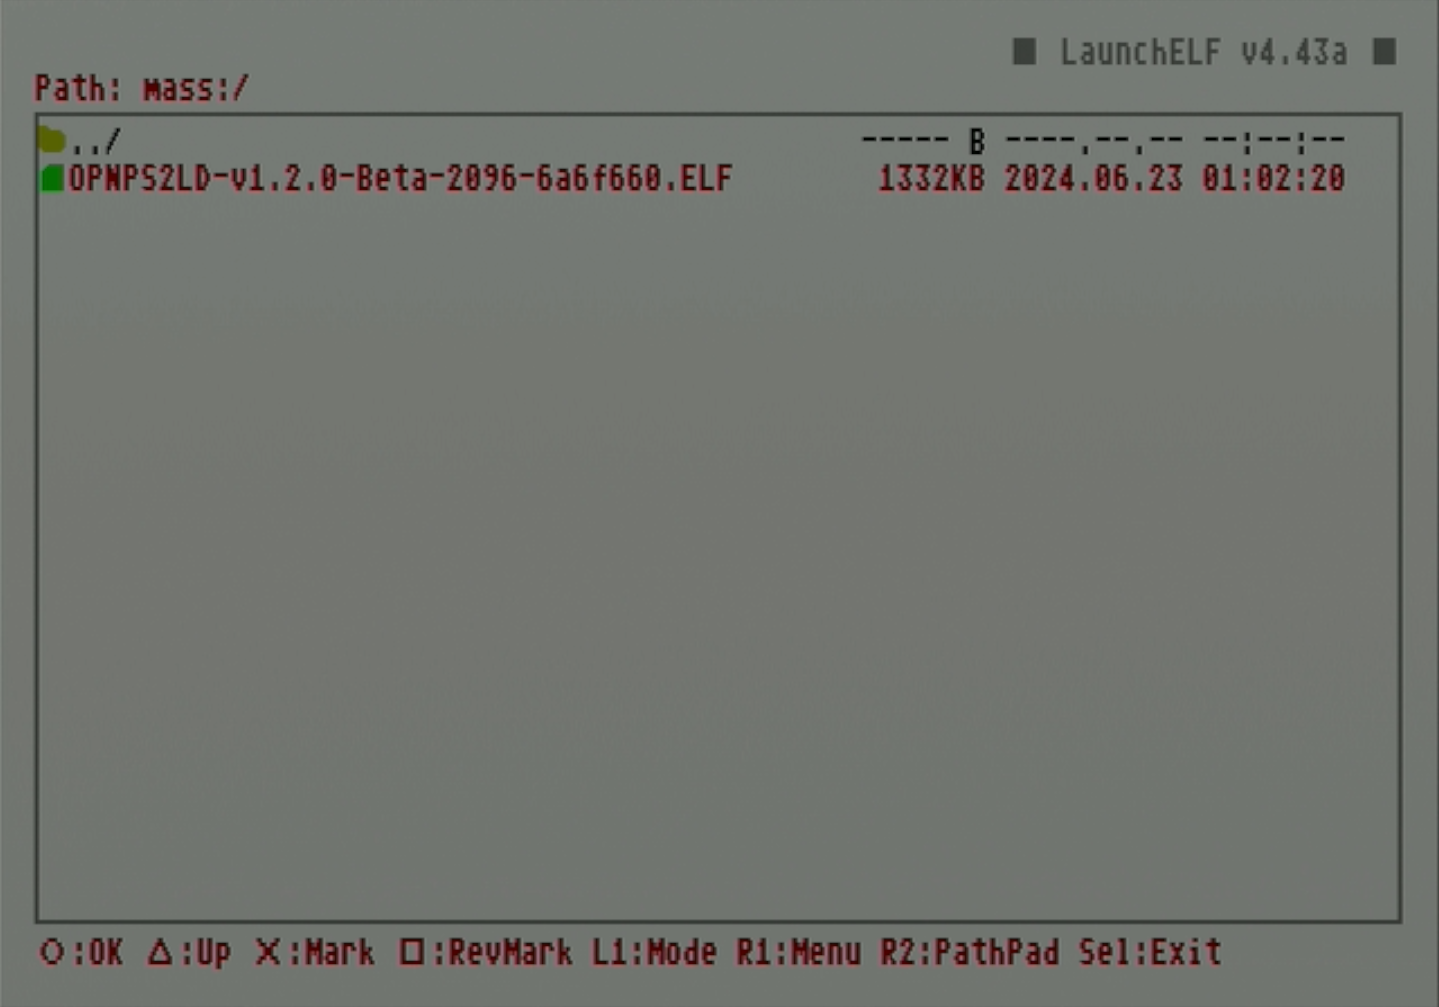 ■ LaunchELF v4.43a ■
Path: mass:/
../ ----- B ----.--.-- --:--:--
OPNPS2LD-v1.2.0-Beta-2096-6a6f660.ELF 1332KB 2024.06.23 01:02:20
○:OK △:Up ×:Mark □:RevMark L1:Mode R1:Menu R2:PathPad Sel:Exit